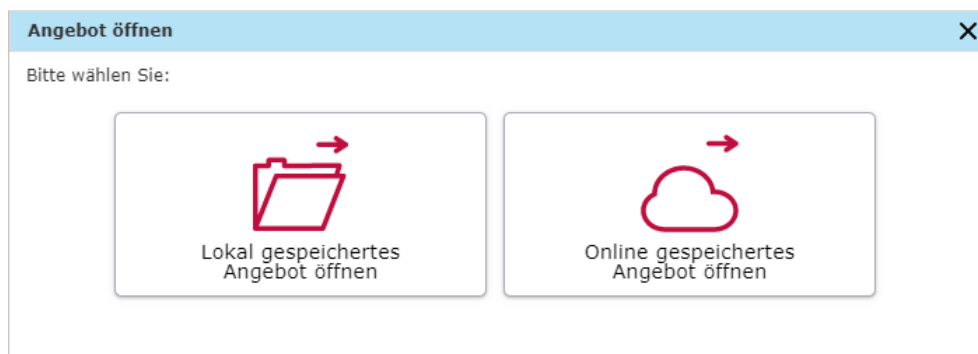 Angebot öffnen
Bitte wählen Sie:
Lokal gespeichertes
Angebot öffnen
Online gespeichertes
Angebot öffnen